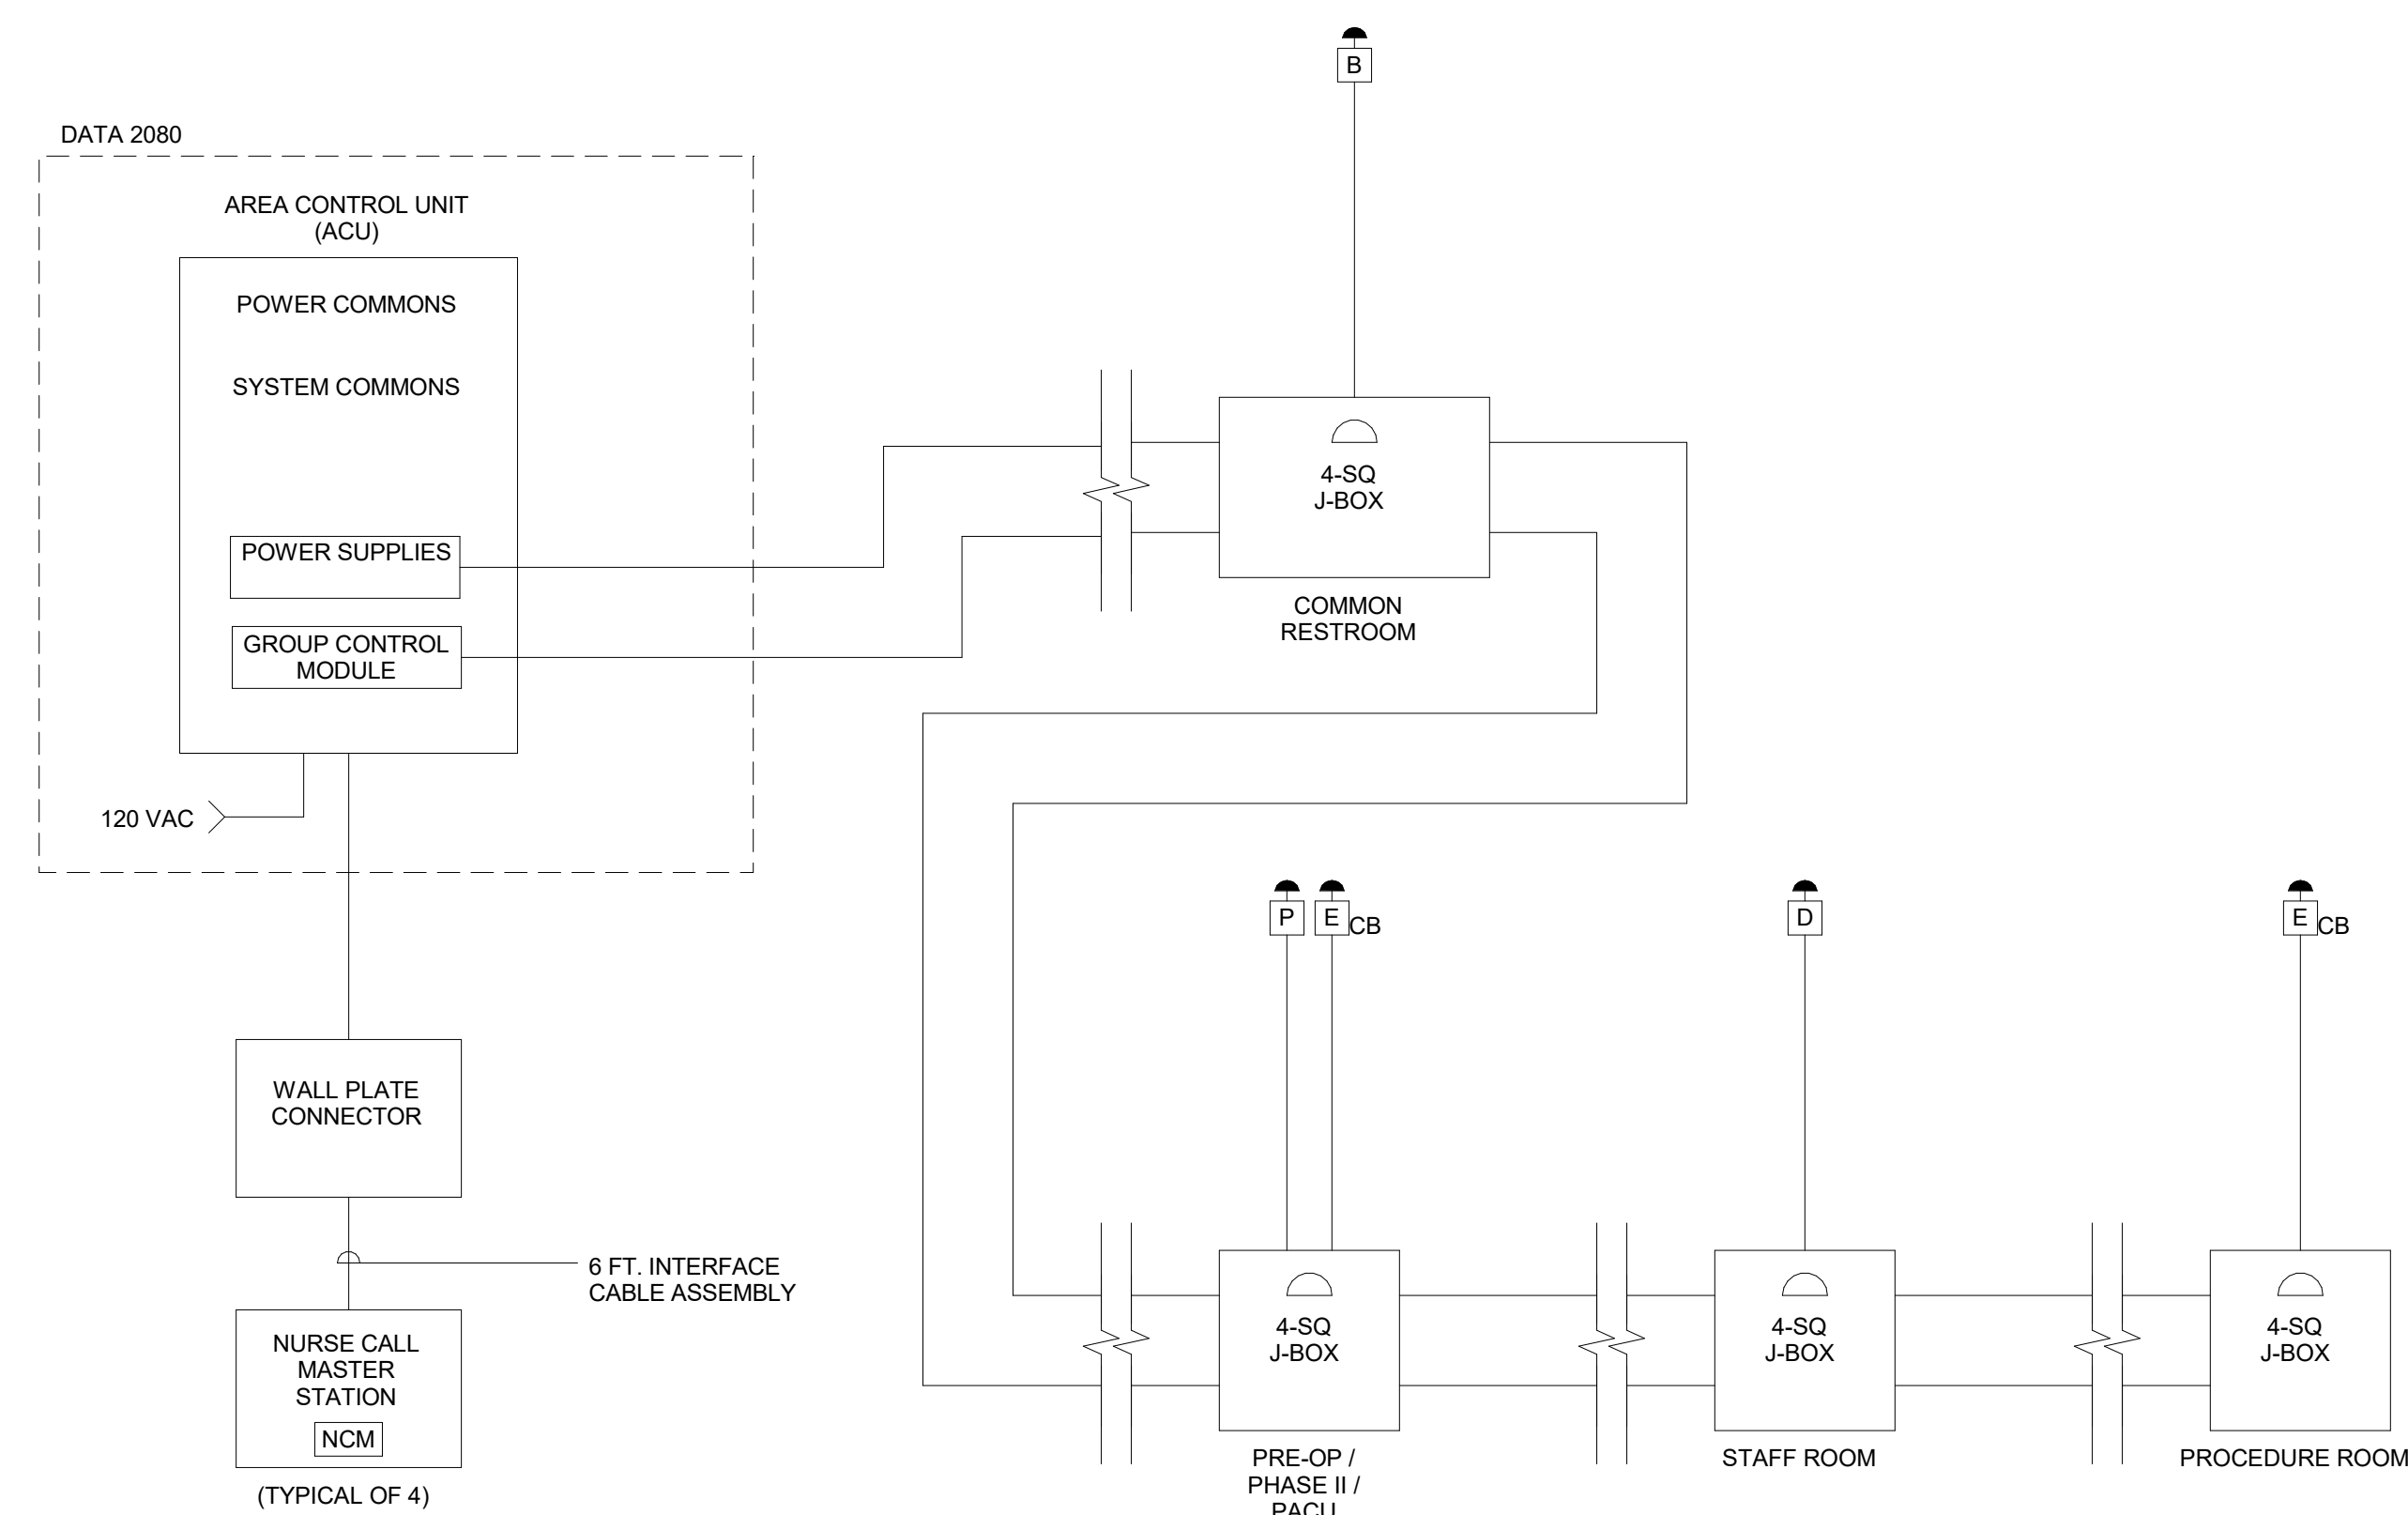 B
DATA 2080
AREA CONTROL UNIT
(ACU)
POWER COMMONS
SYSTEM COMMONS
POWER SUPPLIES
GROUP CONTROL
MODULE
120 VAC
4-SQ
J-BOX
COMMON
RESTROOM
P
E
CB
D
E
CB
WALL PLATE
CONNECTOR
6 FT. INTERFACE
CABLE ASSEMBLY
NURSE CALL
MASTER
STATION
NCM
(TYPICAL OF 4)
4-SQ
J-BOX
PRE-OP /
PHASE II /
PACU
4-SQ
J-BOX
STAFF ROOM
4-SQ
J-BOX
PROCEDURE ROOM